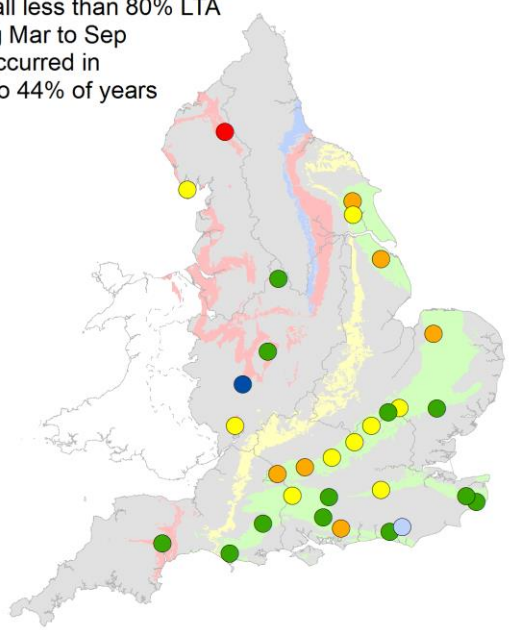 all less than 80% LTA
g Mar to Sep
ccurred in
o 44% of years